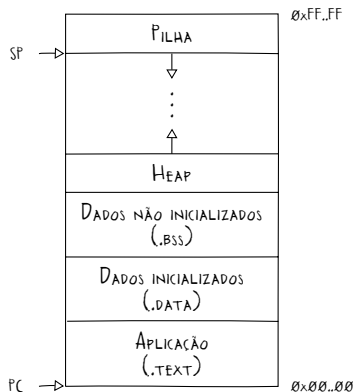 0xFF..FF
Pilha
SP
Heap
Dados não inicializados
(.bss)
Dados inicializados
(.data)
Aplicação
(.text)
PC
0x00..00